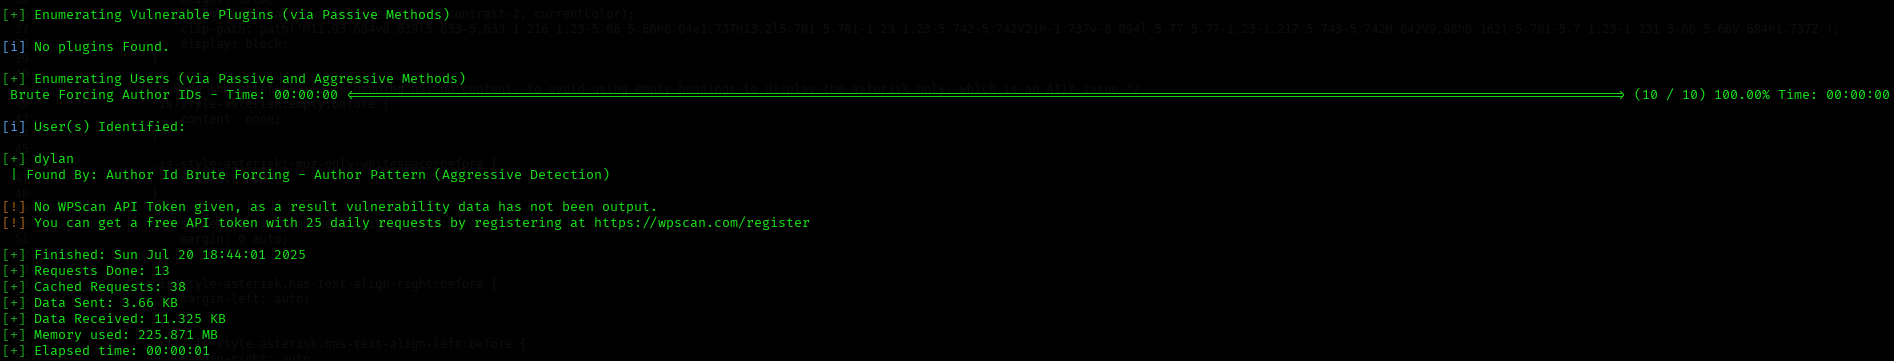 [+] Enumerating Vulnerable Plugins (via Passive Methods)
[i] No plugins Found.
display: block;
[+] Enumerating Users (via Passive and Aggressive Methods)
Brute Forcing Author IDs - Time: 00:00:00 <==============================> (10 / 10) 100.00% Time: 00:00:00
content: none;
[i] User(s) Identified:
[+] dylan
| Found By: Author Id Brute Forcing - Author Pattern (Aggressive Detection)
[!] No WPScan API Token given, as a result vulnerability data has not been output.
[!] You can get a free API token with 25 daily requests by registering at https://wpscan.com/register
[+] Finished: Sun Jul 20 18:44:01 2025
[+] Requests Done: 13
[+] Cached Requests: 38
[+] Data Sent: 3.66 KB
[+] Data Received: 11.325 KB
[+] Memory used: 225.871 MB
[+] Elapsed time: 00:00:01